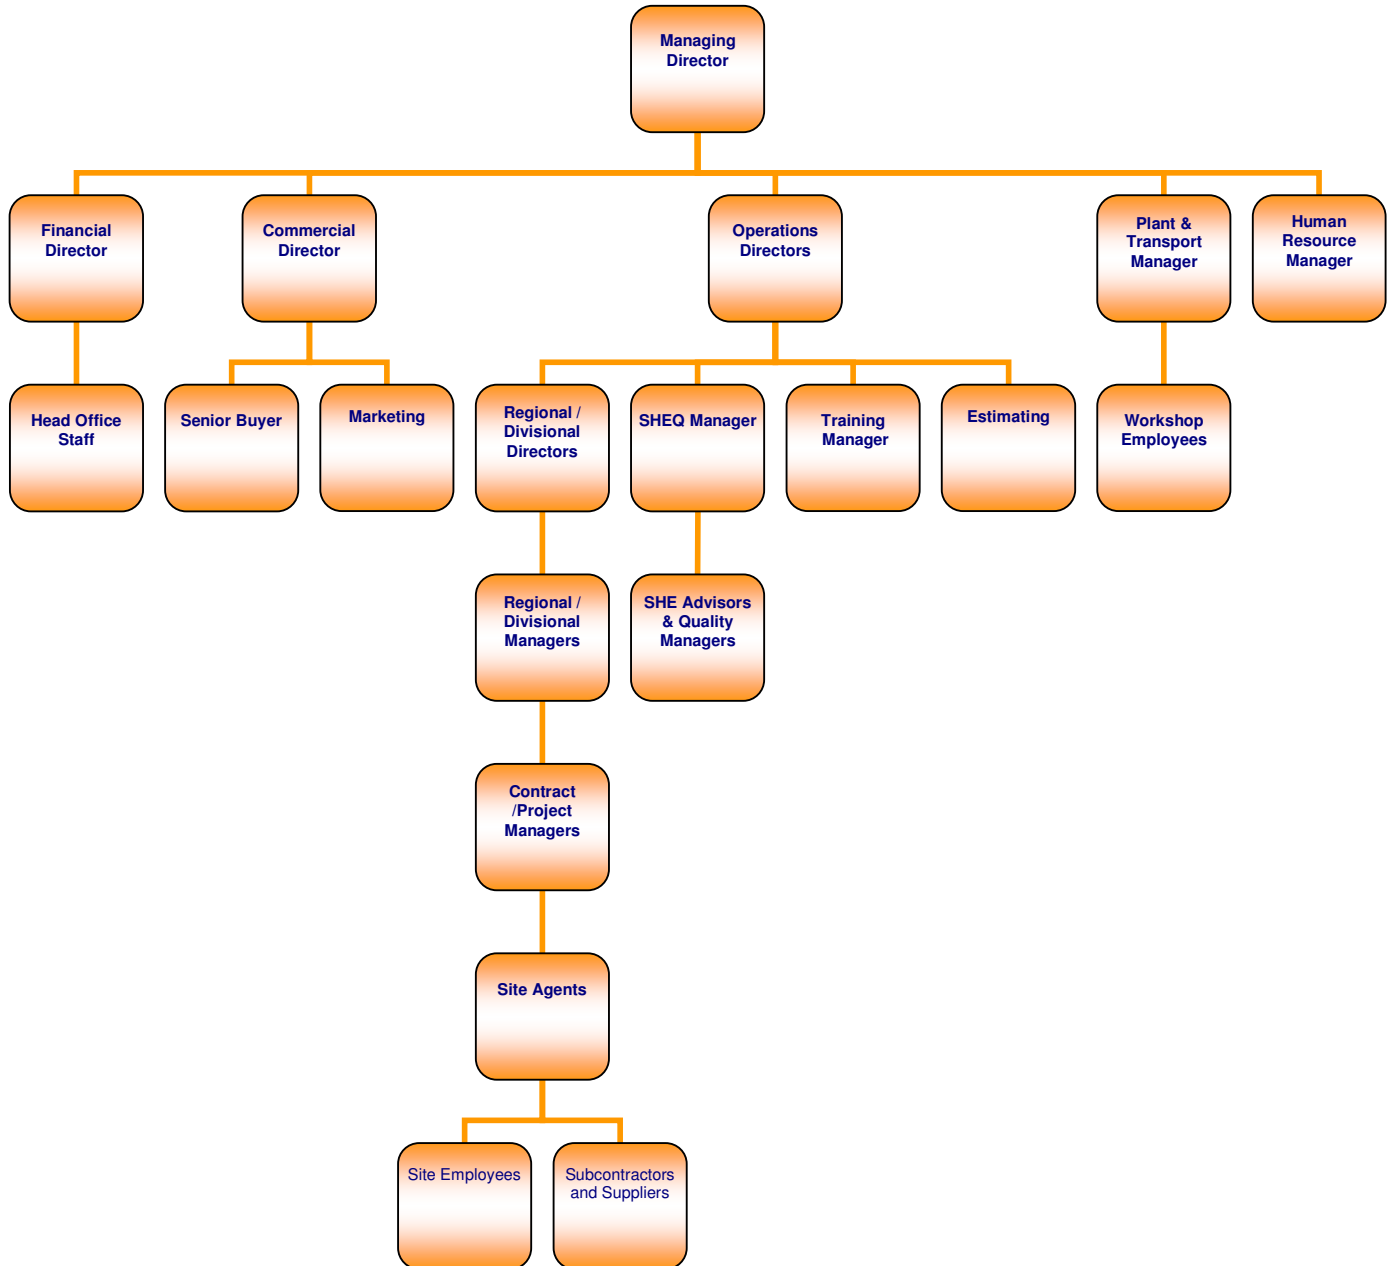 Managing
Director
Financial
Director
Commercial
Director
Operations
Directors
Plant &
Transport
Manager
Human
Resource
Manager
Head Office
Staff
Senior Buyer
Marketing
Regional /
Divisional
Directors
SHEQ Manager
Training
Manager
Estimating
Workshop
Employees
Regional /
Divisional
Managers
SHE Advisors
& Quality
Managers
Contract
/Project
Managers
Site Agents
Site Employees
Subcontractors
and Suppliers